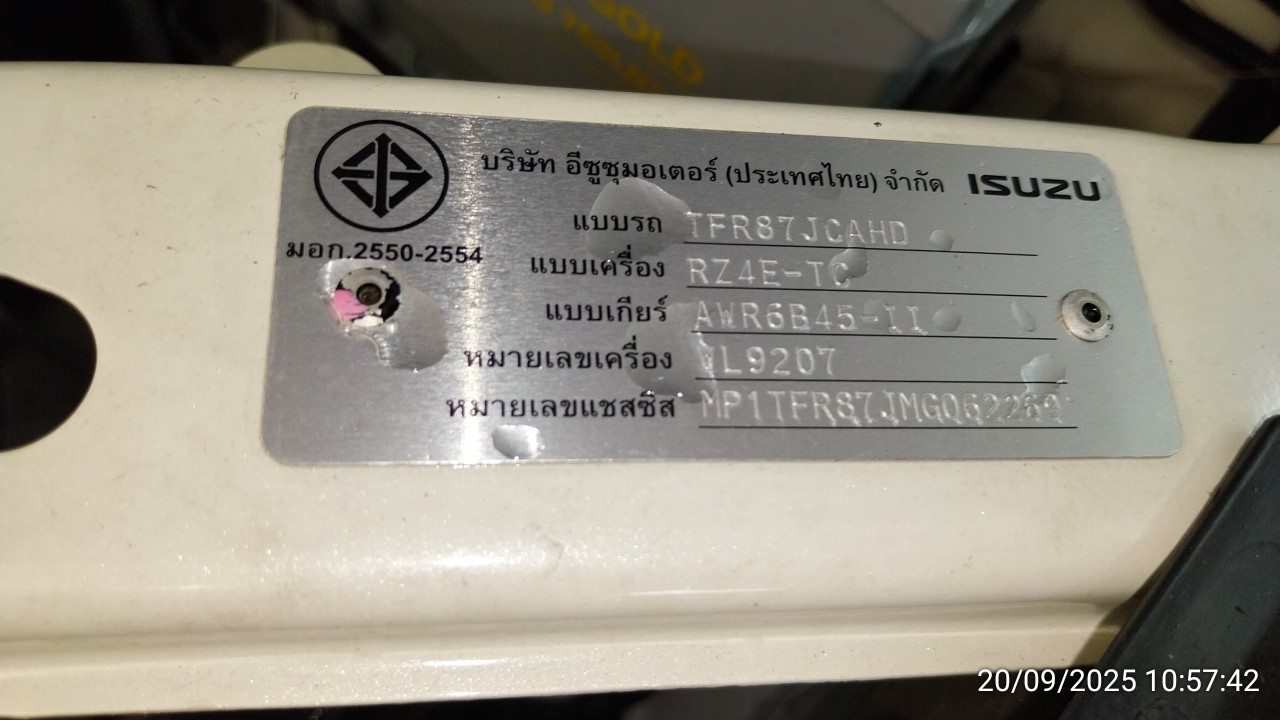 GOLD
บริษัท อีซูซุมอเตอร์ (ประเทศไทย) จำกัด ISUZU
มอก.2550-2554
แบบรถ TFR87JCAHD
แบบเครื่อง RZ4E-TC
แบบเกียร์ AWR6B45-II
หมายเลขเครื่อง
หมายเลขแชสซิส
20/09/2025 10:57:42